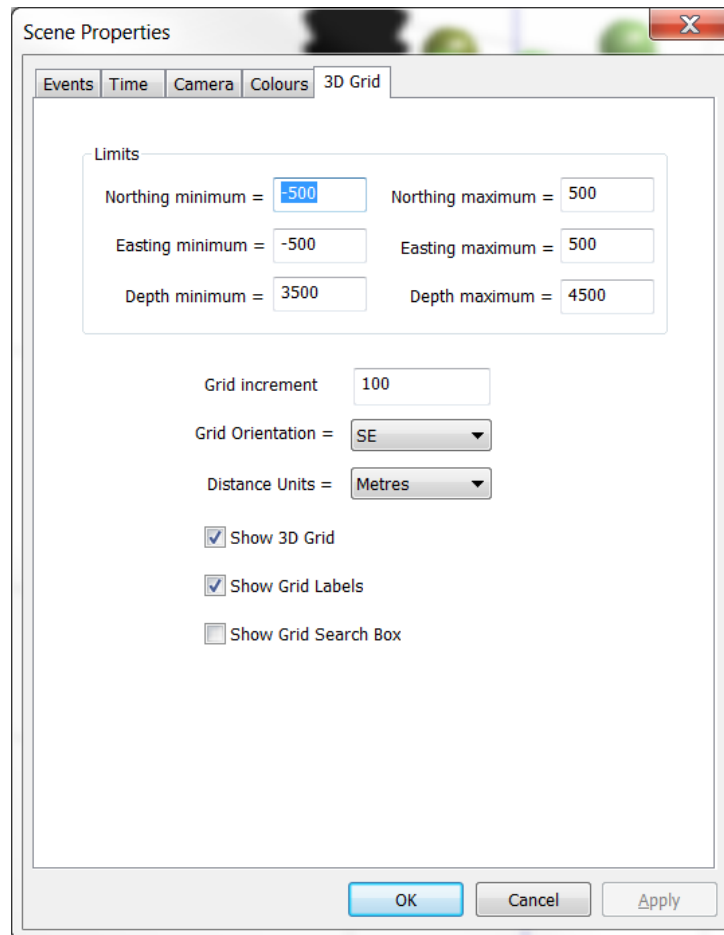 Scene Properties
X
Events Time Camera Colours 3D Grid
Limits
Northing minimum = -500 Northing maximum = 500
Easting minimum = -500 Easting maximum = 500
Depth minimum = 3500 Depth maximum = 4500
Grid increment 100
Grid Orientation = SE
Distance Units = Metres
Show 3D Grid
Show Grid Labels
Show Grid Search Box
OK Cancel Apply